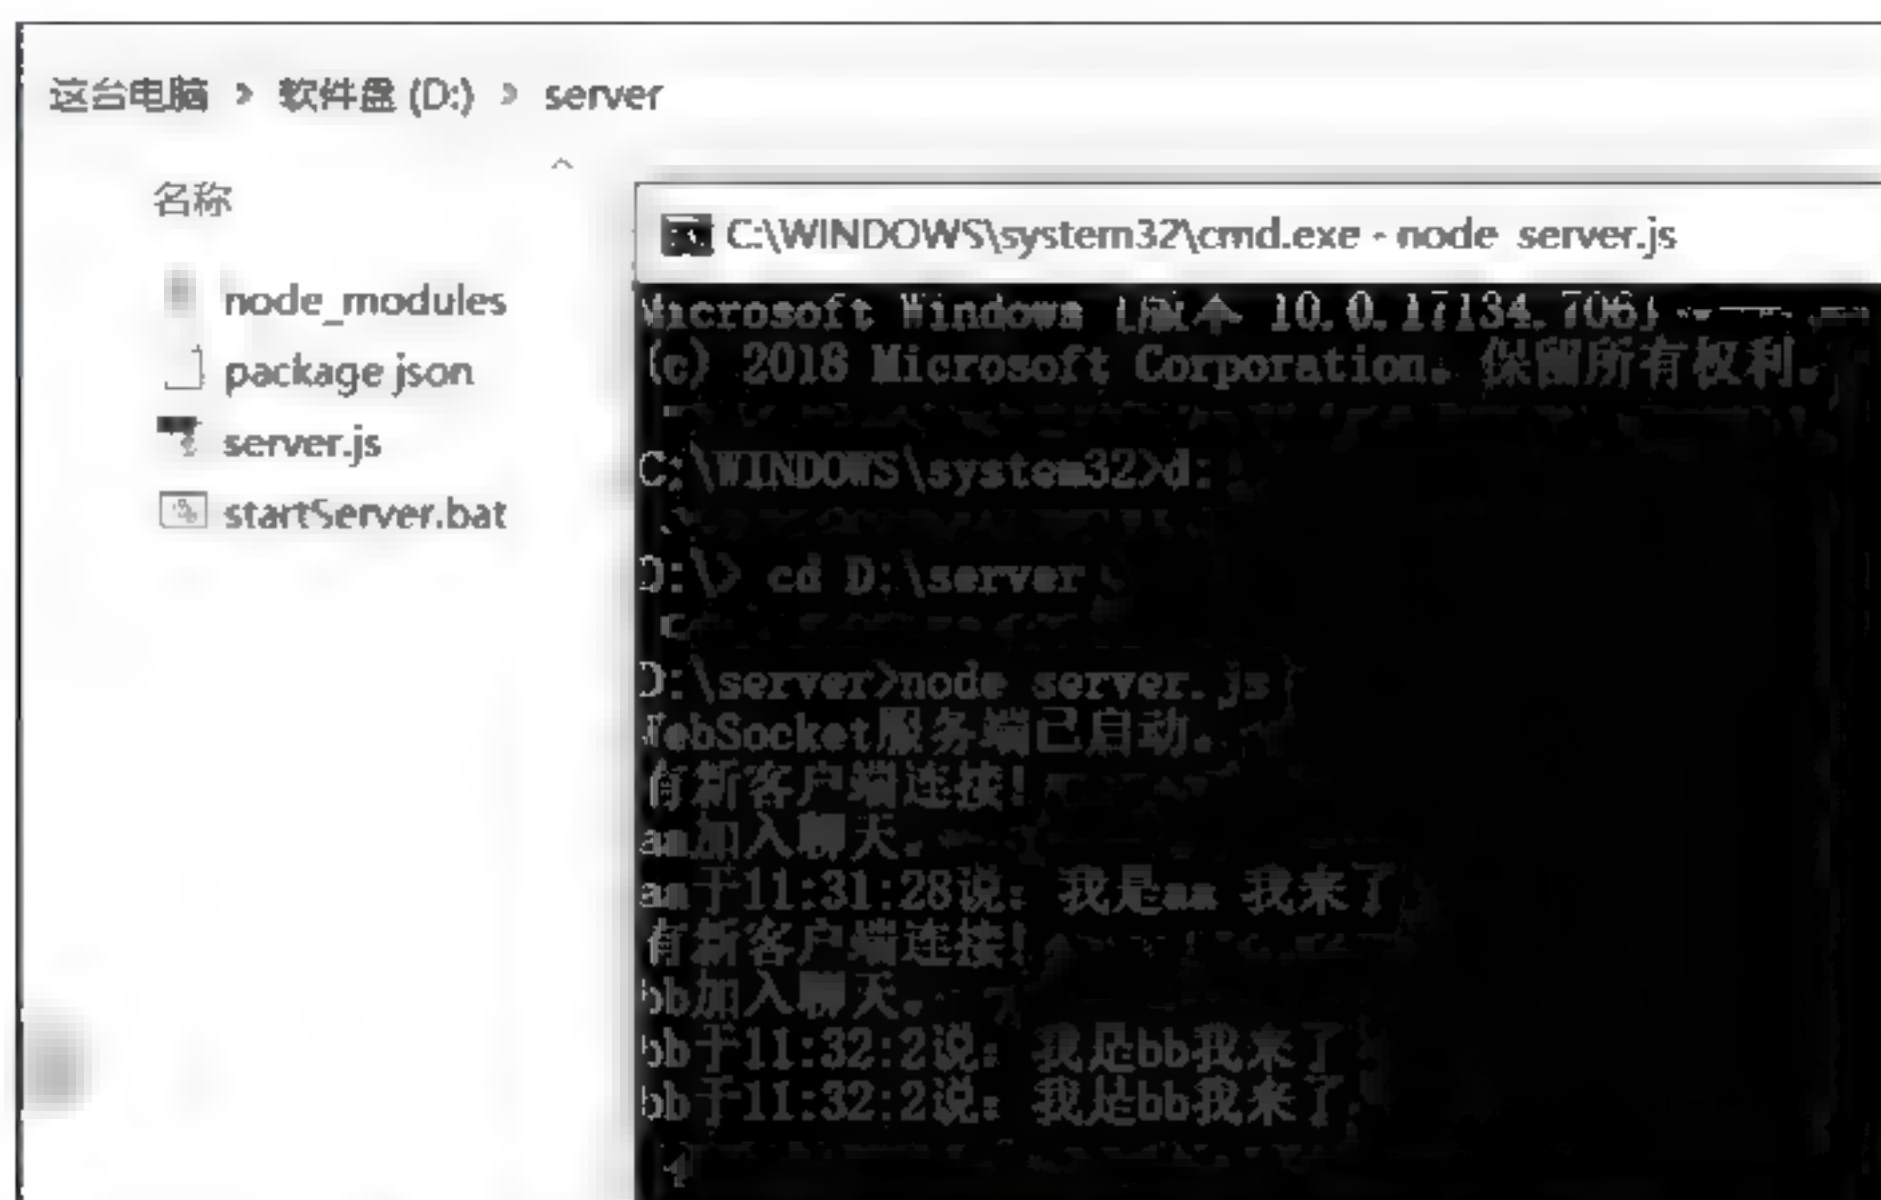 这台电脑 > 软件盘 (D:) > server
名称
node_modules
package json
server.js
startServer.bat
C:\WINDOWS\system32\cmd.exe - node server.js
Microsoft Windows [版本 10.0.17134.706]
(c) 2018 Microsoft Corporation。保留所有权利。
C:\WINDOWS\system32>d:
D:\> cd D:\server
D:\server>node server.js
WebSocket服务端已启动。
有新客户端连接!
aa加入聊天。
aa于11:31:28说: 我是aa 我来了
有新客户端连接!
bb加入聊天。
bb于11:32:2说: 我是bb我来了
bb于11:32:2说: 我是bb我来了